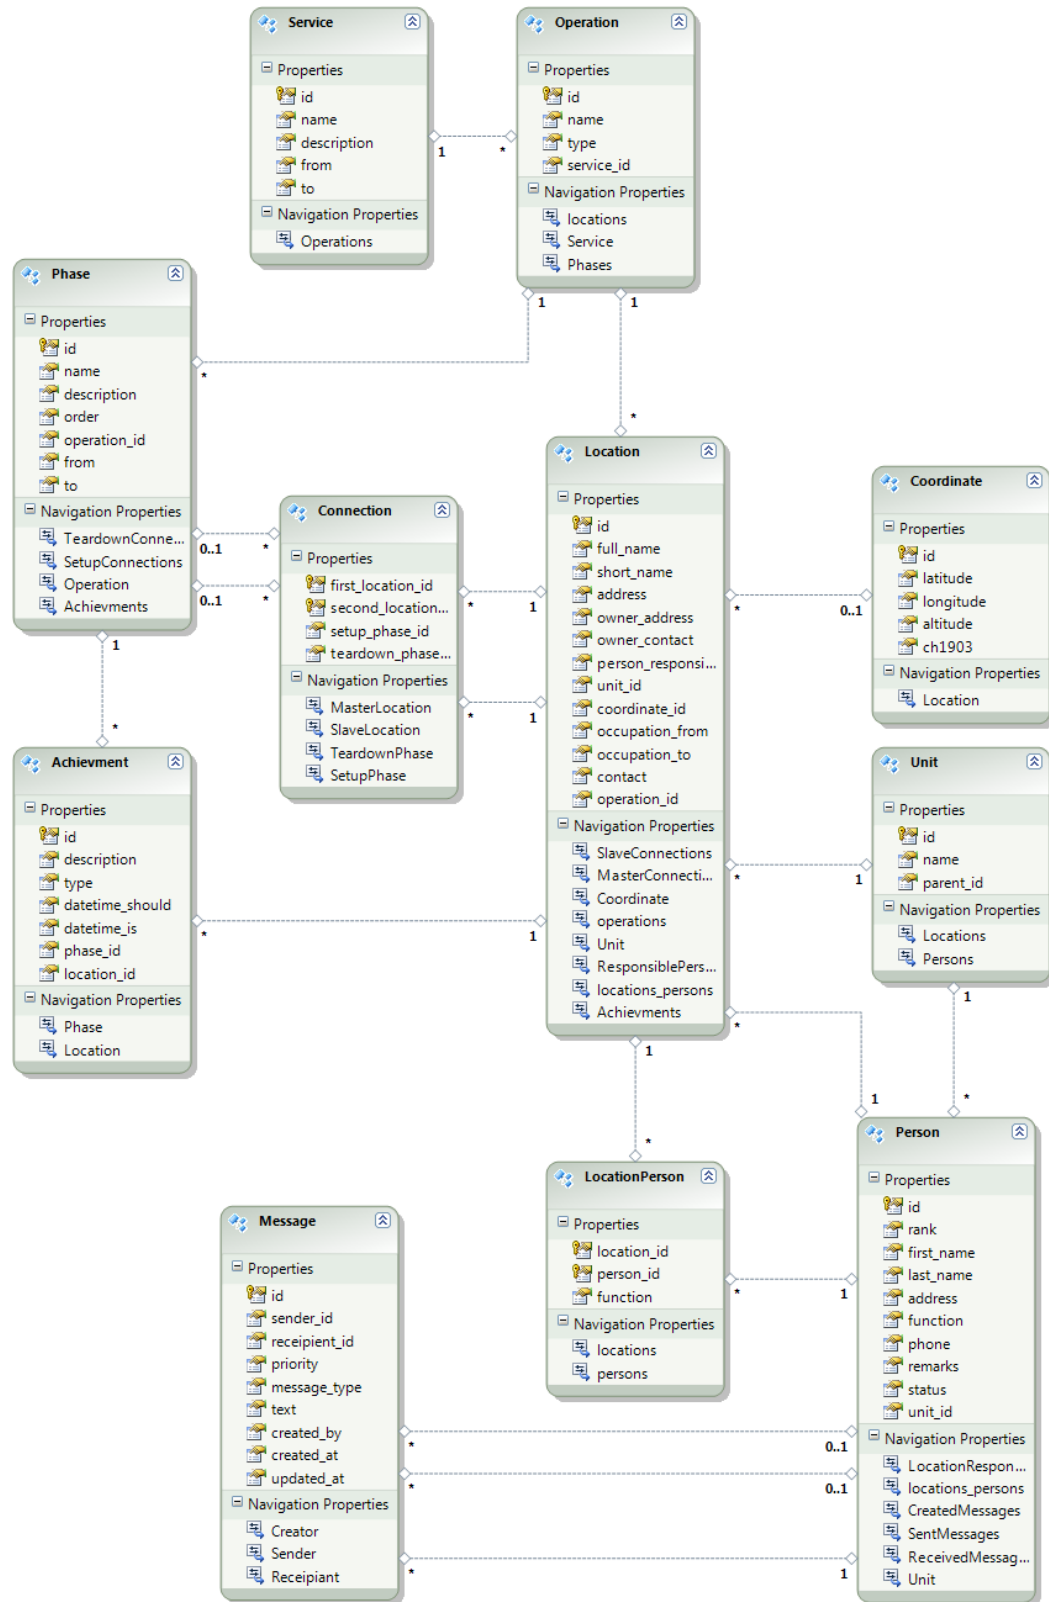 Service
Properties
id
name
description
from
to
Navigation Properties
Operations
Operation
Properties
id
name
type
service_id
Navigation Properties
locations
Service
Phases
1
*
1
*
1
*
Phase
Properties
id
name
description
order
operation_id
from
to
Navigation Properties
TeardownConne...
SetupConnections
Operation
Achievments
0..1
*
0..1
*
1
*
Connection
Properties
first_location_id
second_location...
setup_phase_id
teardown_phase...
Navigation Properties
MasterLocation
SlaveLocation
TeardownPhase
SetupPhase
*
1
*
1
Location
Properties
id
full_name
short_name
address
owner_address
owner_contact
person_responsi...
unit_id
coordinate_id
occupation_from
occupation_to
contact
operation_id
Navigation Properties
SlaveConnections
MasterConnecti...
Coordinate
operations
Unit
ResponsiblePers...
locations_persons
Achievments
*
0..1
*
1
*
1
1
*
Coordinate
Properties
id
latitude
longitude
altitude
ch1903
Navigation Properties
Location
Achievment
Properties
id
description
type
datetime_should
datetime_is
phase_id
location_id
Navigation Properties
Phase
Location
*
1
Unit
Properties
id
name
parent_id
Navigation Properties
Locations
Persons
1
*
LocationPerson
Properties
location_id
person_id
function
Navigation Properties
locations
persons
*
1
Person
Properties
id
rank
first_name
last_name
address
function
phone
remarks
status
unit_id
Navigation Properties
LocationRespon...
locations_persons
CreatedMessages
SentMessages
ReceivedMessag...
Unit
Message
Properties
id
sender_id
receipient_id
priority
message_type
text
created_by
created_at
updated_at
Navigation Properties
Creator
Sender
Receipiant
*
0..1
*
0..1
*
1